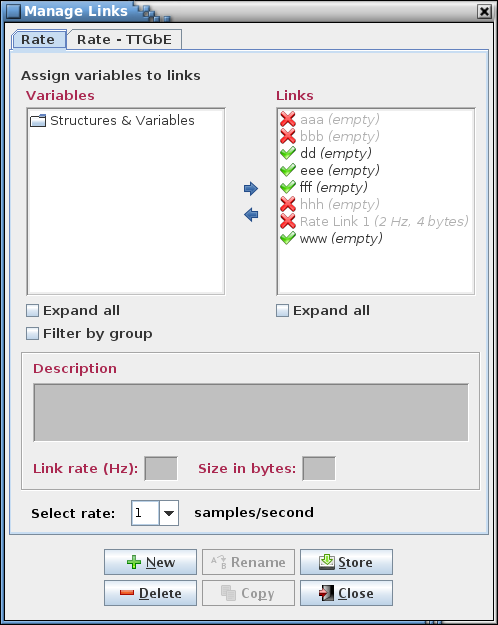 Manage Links
Rate
Rate - TTGbE
Assign variables to links
Variables
Links
Structures & Variables
aaa (empty)
bbb (empty)
dd (empty)
eee (empty)
fff (empty)
hhh (empty)
Rate Link 1 (2 Hz, 4 bytes)
www (empty)
Expand all
Expand all
Filter by group
Description
Link rate (Hz):
Size in bytes:
Select rate:
1
samples/second
New
Rename
Store
Delete
Copy
Close